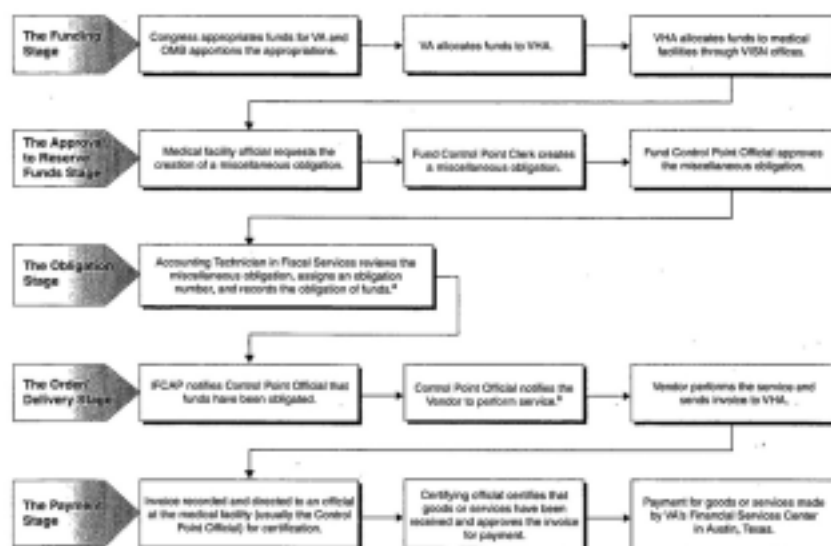 The Funding
Stage
Congress appropriates funds for VA and
OMB apportions the appropriations.
VA allocates funds to VHA.
VHA allocates funds to medical
facilities through VISN offices.
The Approval
to Reserve
Funds Stage
Medical facility official requests the
creation of a miscellaneous obligation.
Fund Control Point Clerk creates
a miscellaneous obligation.
Fund Control Point Official approves
the miscellaneous obligation.
The Obligation
Stage
Accounting Technician in Fiscal Services reviews the
miscellaneous obligation, assigns an obligation
number, and records the obligation of funds.
The Order/
Delivery Stage
IFCAP notifies Control Point Official that
funds have been obligated.
Control Point Official notifies the
Vendor to perform service.
Vendor performs the service and
sends invoice to VHA.
The Payment
Stage
Invoice recorded and directed to an official
at the medical facility (usually the Control
Point Official) for certification.
Certifying official certifies that
goods or services have been
received and approves the invoice
for payment.
Payment for goods or services made
by VA's Financial Services Center
in Austin, Texas.